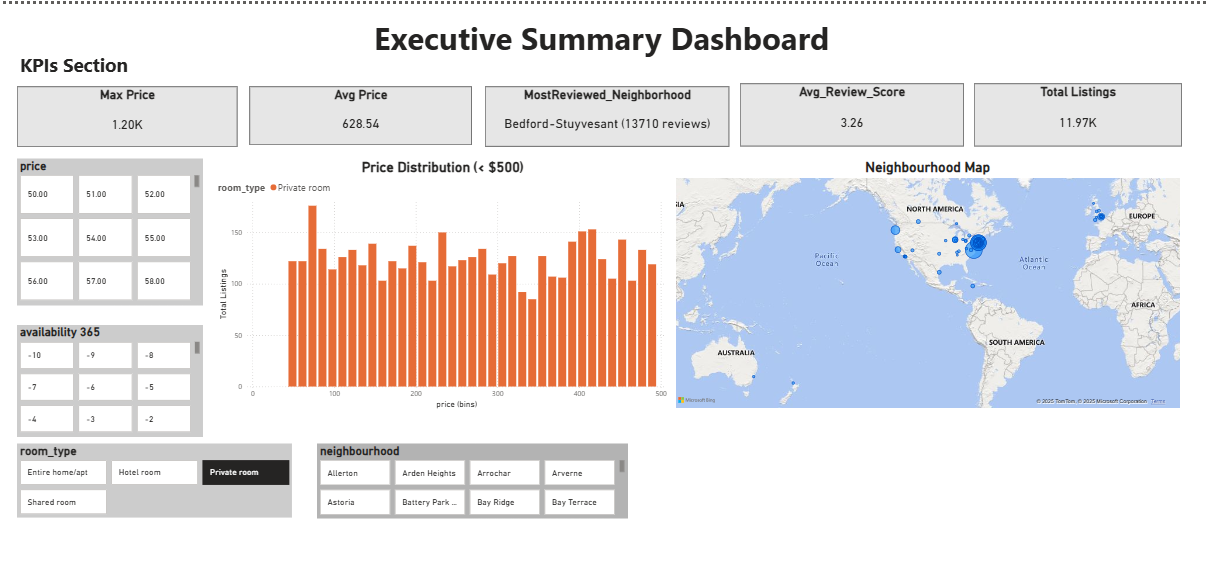 Executive Summary Dashboard
KPIs Section
Max Price
1.20K
Avg Price
628.54
MostReviewed_Neighborhood
Bedford-Stuyvesant (13710 reviews)
Avg_Review_Score
3.26
Total Listings
11.97K
price
50.00 51.00 52.00
53.00 54.00 55.00
56.00 57.00 58.00
availability 365
-10 -9 -8
-7 -6 -5
-4 -3 -2
Price Distribution (< $500)
room_type Private room
Total Listings
150
100
50
0
0 100 200 300 400 500
price (bins)
Neighbourhood Map
SIA
NORTH AMERICA
EUROPE
Pacific
Ocean
Atlantic
Ocean
AFRICA
SOUTH AMERICA
AUSTRALIA
Microsoft Bing
© 2025 TomTom, © 2025 Microsoft Corporation Terms
room_type
Entire home/apt Hotel room Private room
Shared room
neighbourhood
Allerton Arden Heights Arrochar Arverne
Astoria Battery Park ... Bay Ridge Bay Terrace